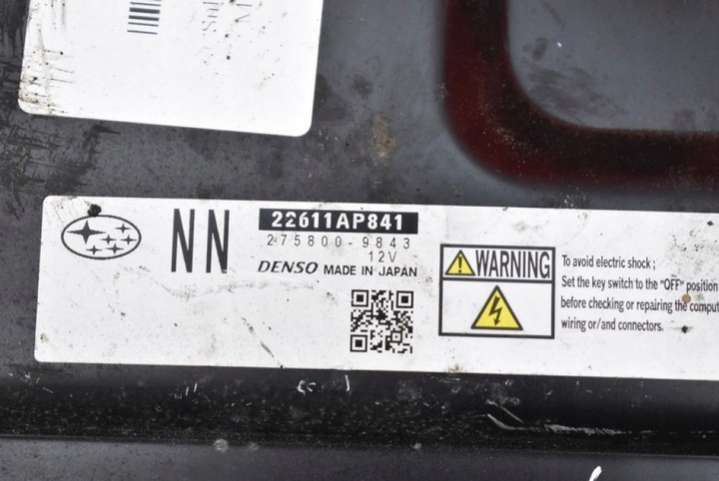 NN
22611AP841
275800-9843
12V
DENSO MADE IN JAPAN
WARNING
To avoid electric shock ;
Set the key switch to the "OFF" position
before checking or repairing the comput
wiring or/and connectors.